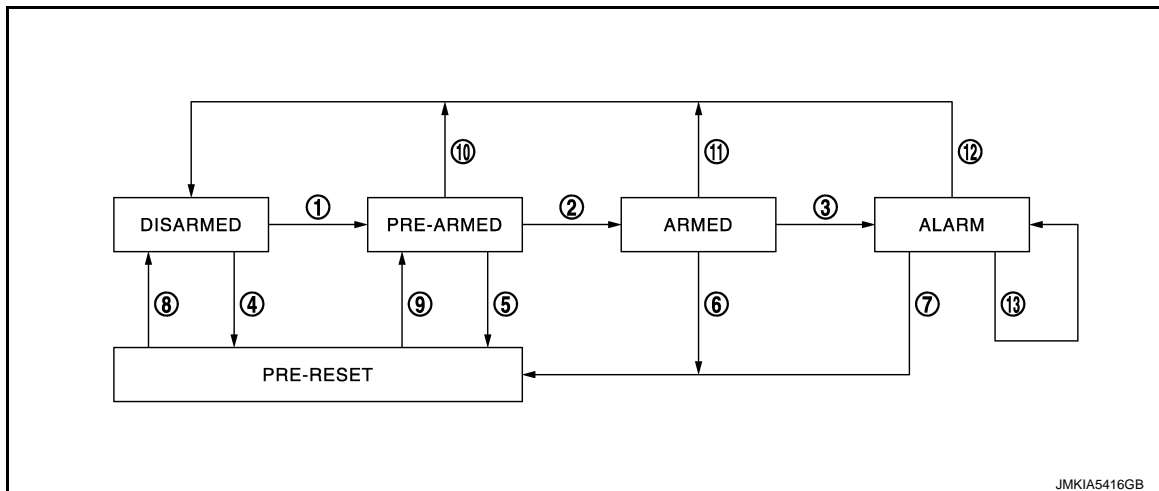 ⑩ ⑪ ⑫
① ② ③
DISARMED PRE-ARMED ARMED ALARM
⑧ ④ ⑨ ⑤ ⑥ ⑦ ⑬
PRE-RESET
JMKIA5416GB